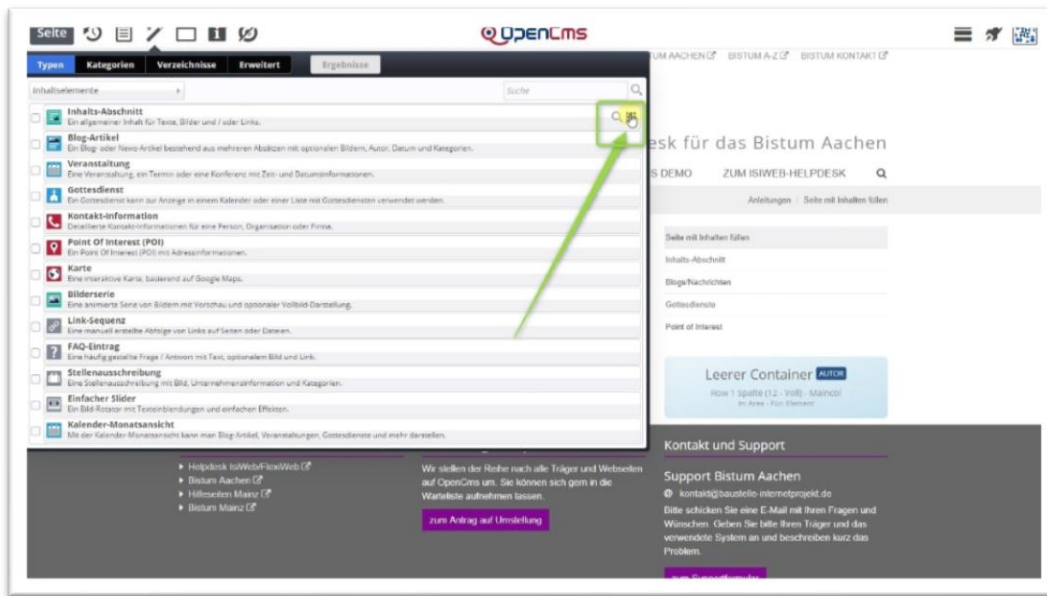 Seite
OpenCms
UM AACHEN BISTUM A-Z BISTUM KONTAKT
Typen Kategorien Verzeichnisse Erweitert Ergebnisse
Inhaltselemente Suche
Inhalts-Abschnitt
Ein allgemeiner Inhalt für Texte, Bilder und / oder Links.
Blog-Artikel
Ein Blog- oder News-Artikel bestehend aus mehreren Absätzen mit optionalen Bildern, Autor, Datum und Kategorien.
Veranstaltung
Eine Veranstaltung, ein Termin oder eine Konferenz mit Zeit- und Datumsinformationen.
Gottesdienst
Ein Gottesdienst kann zur Anzeige in einem Kalender oder einer Liste mit Gottesdiensten verwendet werden.
Kontakt-Information
Detaillierte Kontakt-Informationen für eine Person, Organisation oder Firma.
Point Of Interest (POI)
Ein Point Of Interest (POI) mit Adressinformationen.
Karte
Eine interaktive Karte, basierend auf Google Maps.
Bilderserie
Eine animierte Serie von Bildern mit Vorschau und optionaler Vollbild-Darstellung.
Link-Sequenz
Eine manuell erstellte Abfolge von Links auf Seiten oder Dateien.
FAQ-Eintrag
Eine häufig gestellte Frage / Antwort mit Text, optionalem Bild und Link.
Stellenausschreibung
Eine Stellenausschreibung mit Bild, Unternehmensinformation und Kategorien.
Einfacher Slider
Ein Bild-Rotator mit Texteinblendungen und einfachen Effekten.
Kalender-Monatsansicht
Mit der Kalender-Monatsansicht kann man Blog-Artikel, Veranstaltungen, Gottesdienste und mehr darstellen.
esk für das Bistum Aachen
S DEMO ZUM ISIWEB-HELPDESK
Anleitungen / Seite mit Inhalten füllen
Seite mit Inhalten füllen
Inhalts-Abschnitt
Blogs/Nachrichten
Gottesdienste
Point of Interest
Leerer Container AUTOR
Row 1 Spalte (12 - Voll) - Maincol
In: Area - Für: Element
Helpdesk IsiWeb/FlexiWeb
Bistum Aachen
Hilfeseiten Mainz
Bistum Mainz
Wir stellen der Reihe nach alle Träger und Webseiten
auf OpenCms um. Sie können sich gern in die
Warteliste aufnehmen lassen.
zum Antrag auf Umstellung
Kontakt und Support
Support Bistum Aachen
kontakt@baustelle-internetprojekt.de
Bitte schicken Sie eine E-Mail mit Ihren Fragen und
Wünschen. Geben Sie bitte Ihren Träger und das
verwendete System an und beschreiben kurz das
Problem.
zum Supportformular